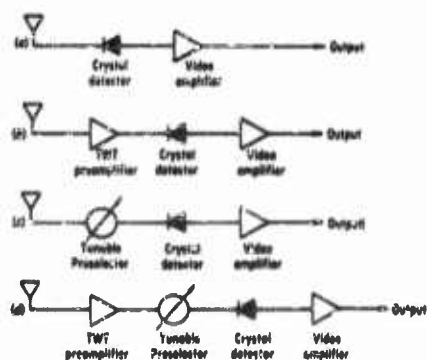 (a)
Output
Crystal
detector
Video
amplifier
(b)
Output
TWT
preamplifier
Crystal
detector
Video
amplifier
(c)
Output
Tunable
Preselector
Crystal
detector
Video
amplifier
(d)
Output
TWT
preamplifier
Tunable
Preselector
Crystal
detector
Video
amplifier